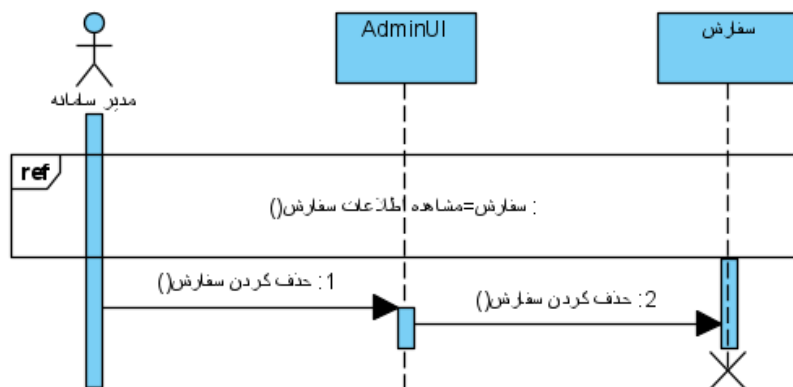 AdminUI
سفارش
مدیر سامانه
ref
: سفارش=مشاهده اطلاعات سفارش()
1: حذف کردن سفارش()
2: حذف کردن سفارش()